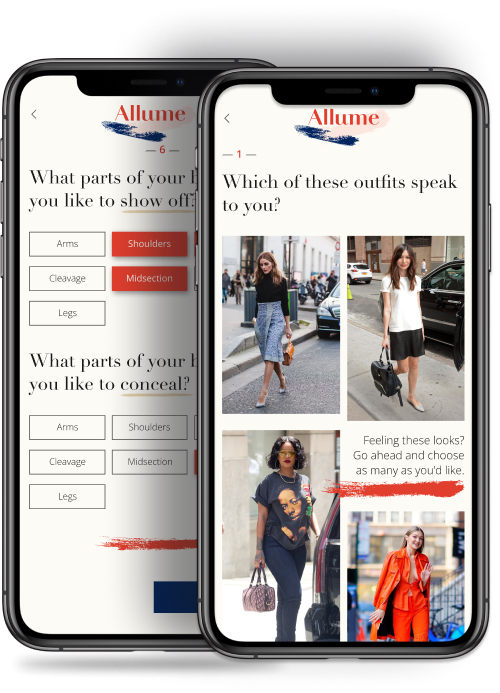 Allume
— 6 —
What parts of your
you like to show off?
Arms
Shoulders
Cleavage
Midsection
Legs
What parts of your
you like to conceal?
Arms
Shoulders
Cleavage
Midsection
Legs
Allume
— 1 —
Which of these outfits speak
to you?
Feeling these looks?
Go ahead and choose
as many as you'd like.